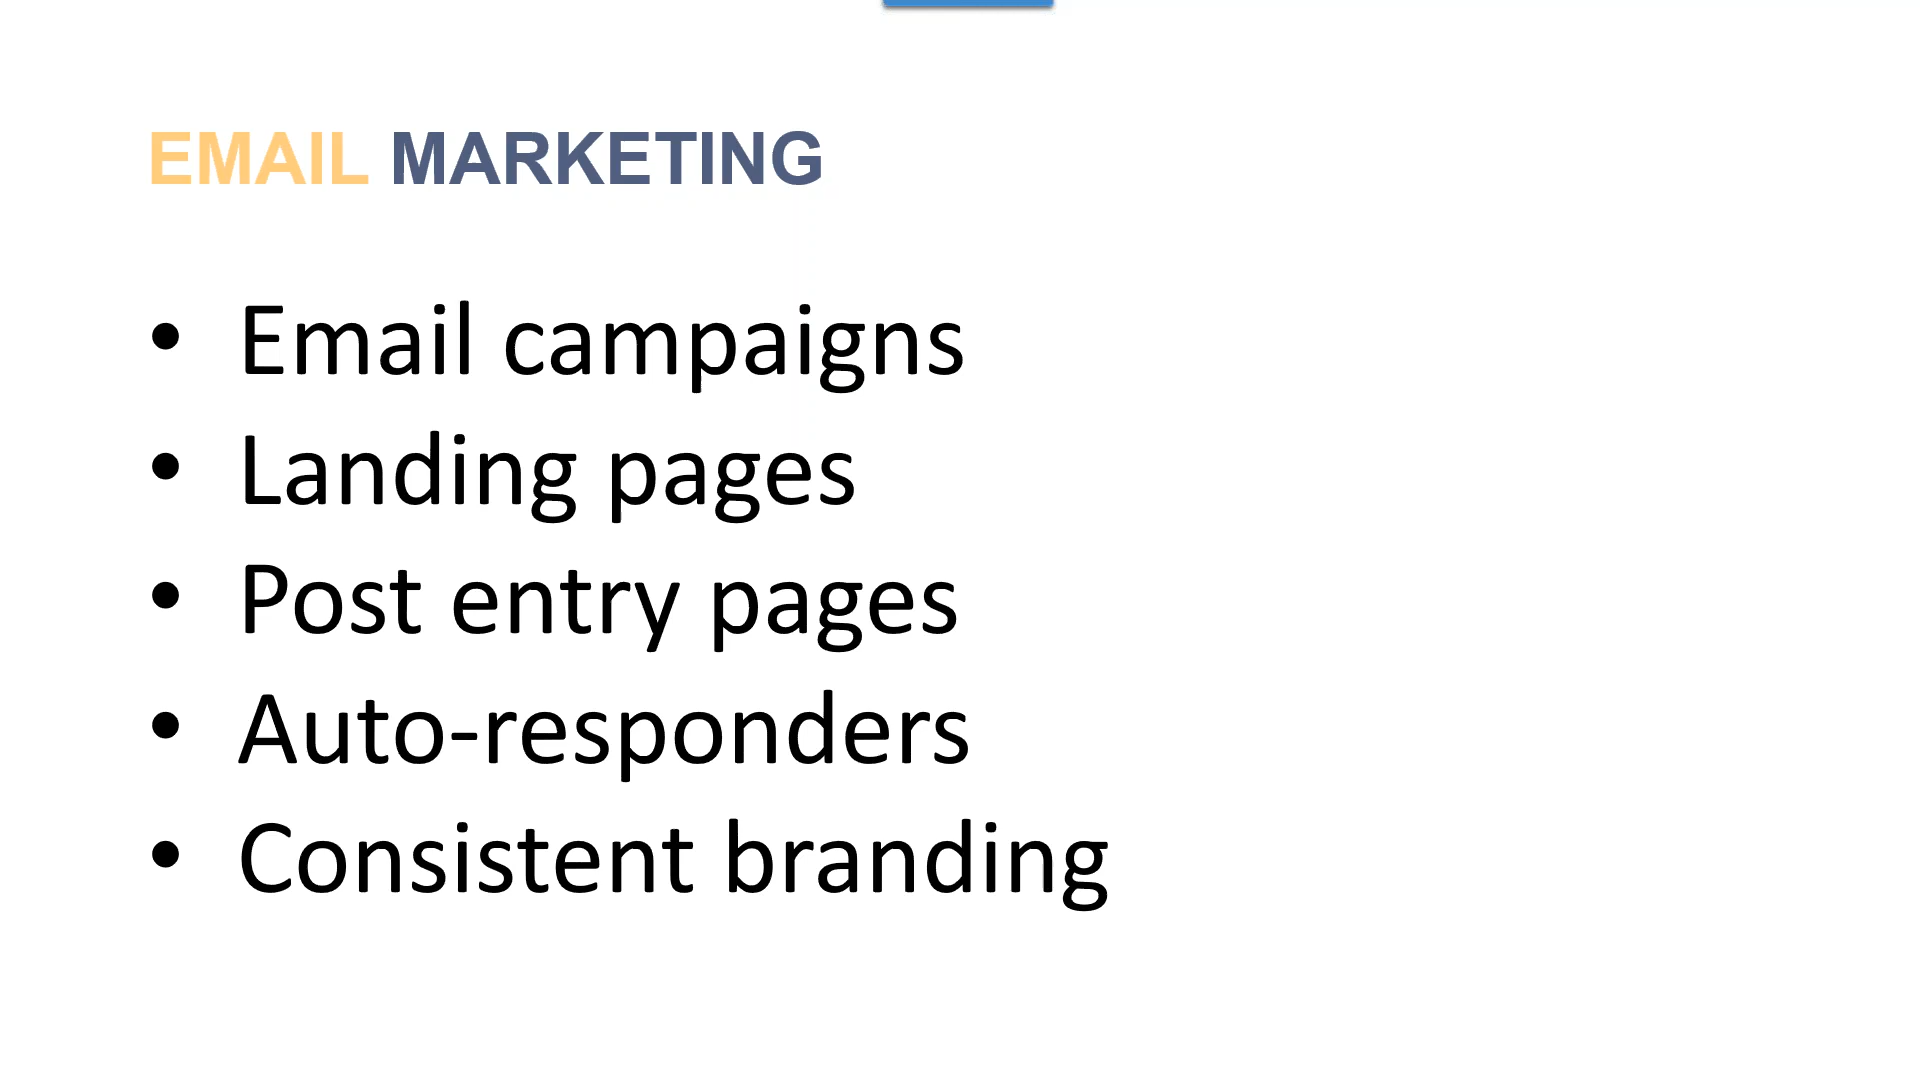 EMAIL MARKETING
• Email campaigns
• Landing pages
• Post entry pages
• Auto-responders
• Consistent branding